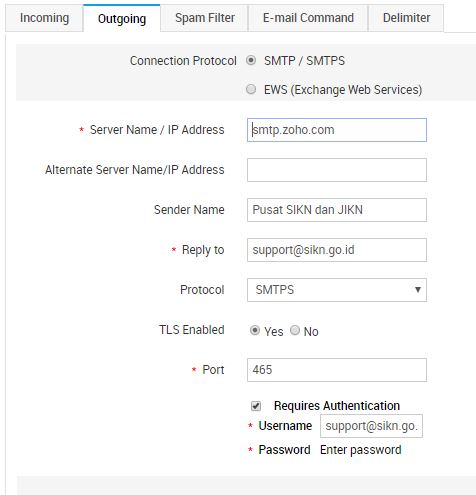 Incoming Outgoing Spam Filter E-mail Command Delimiter
Connection Protocol SMTP / SMTPS
EWS (Exchange Web Services)
* Server Name / IP Address smtp.zoho.com
Alternate Server Name/IP Address
Sender Name Pusat SIKN dan JIKN
* Reply to support@sikn.go.id
Protocol SMTPS
TLS Enabled Yes No
* Port 465
Requires Authentication
* Username support@sikn.go.
* Password Enter password